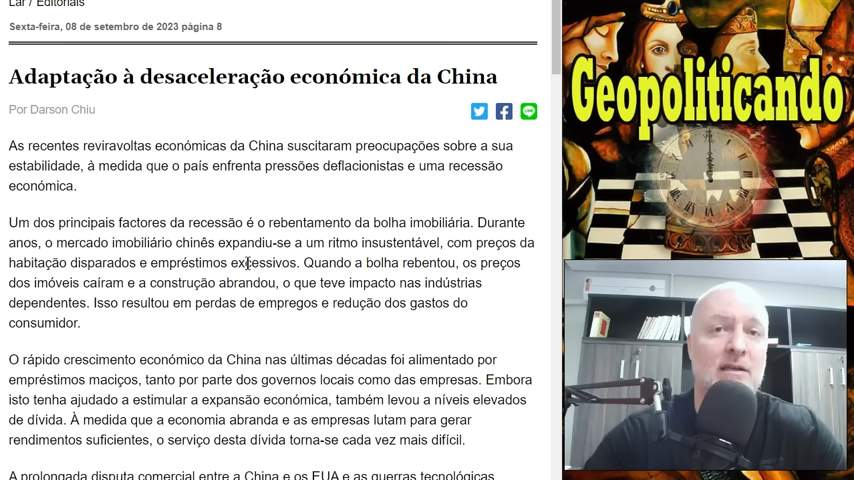 Lar / Editoriais
Sexta-feira, 08 de setembro de 2023 página 8
Adaptação à desaceleração económica da China
Por Darson Chiu
As recentes reviravoltas económicas da China suscitaram preocupações sobre a sua
estabilidade, à medida que o país enfrenta pressões deflacionistas e uma recessão
económica.
Um dos principais factores da recessão é o rebentamento da bolha imobiliária. Durante
anos, o mercado imobiliário chinês expandiu-se a um ritmo insustentável, com preços da
habitação disparados e empréstimos excessivos. Quando a bolha rebentou, os preços
dos imóveis caíram e a construção abrandou, o que teve impacto nas indústrias
dependentes. Isso resultou em perdas de empregos e redução dos gastos do
consumidor.
O rápido crescimento económico da China nas últimas décadas foi alimentado por
empréstimos maciços, tanto por parte dos governos locais como das empresas. Embora
isto tenha ajudado a estimular a expansão económica, também levou a níveis elevados
de dívida. À medida que a economia abranda e as empresas lutam para gerar
rendimentos suficientes, o serviço desta dívida torna-se cada vez mais difícil.
A prolongada disputa comercial entre a China e os EUA e as guerras tecnológicas
Geopoliticando